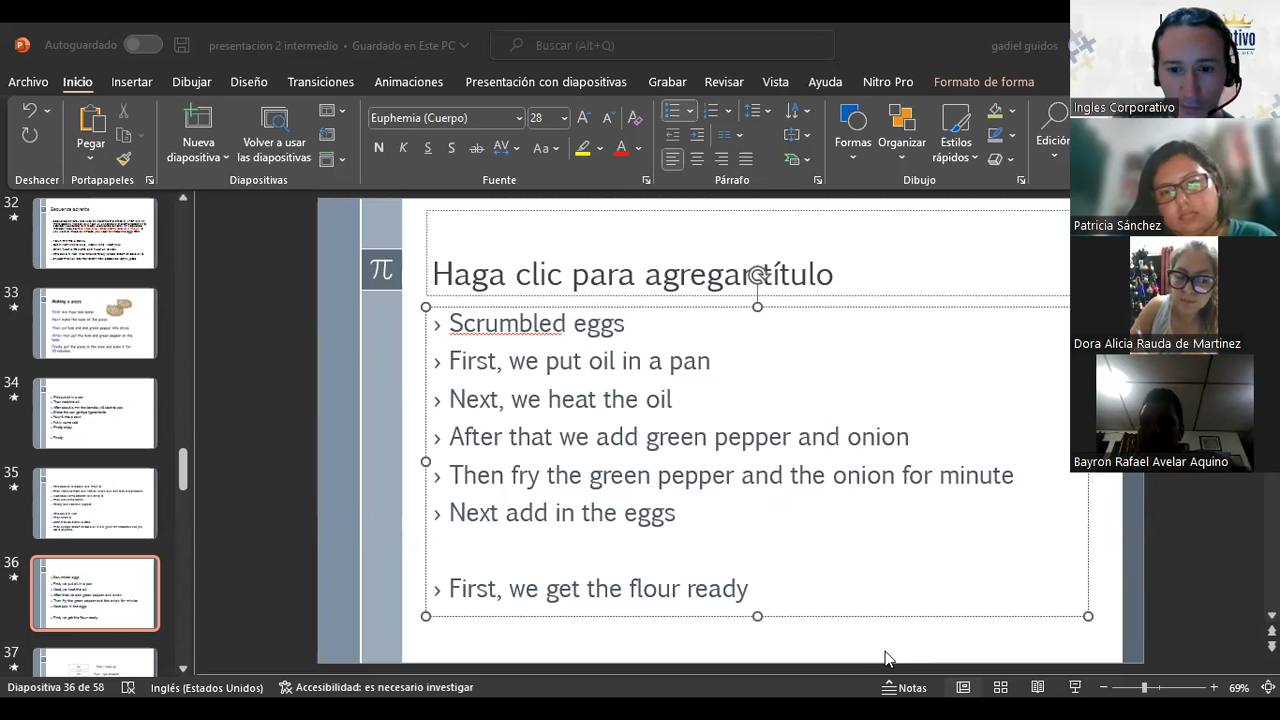 Autoguardado
presentacion 2 intermedio • Guardado en Este PC
Buscar (Alt+Q)
gadiel guidos
Archivo
Inicio
Insertar
Dibujar
Diseño
Transiciones
Animaciones
Presentación con diapositivas
Grabar
Revisar
Vista
Ayuda
Nitro Pro
Formato de forma
Deshacer
Pegar
Portapapeles
Nueva
diapositiva
Volver a usar
las diapositivas
Diapositivas
Euphemia (Cuerpo)
28
N
K
S
S
ab
AV
Aa
A
Fuente
Párrafo
Formas
Organizar
Estilos
rápidos
Dibujo
Edición
Ingles Corporativo
Patricia Sánchez
Dora Alicia Rauda de Martinez
Bayron Rafael Avelar Aquino
32
33
Making a pizza
34
35
36
37
π
Haga clic para agregar título
› Scrumbled eggs
› First, we put oil in a pan
› Next, we heat the oil
› After that we add green pepper and onion
› Then fry the green pepper and the onion for minute
› Next add in the eggs
› First, we get the flour ready
Diapositiva 36 de 58
Inglés (Estados Unidos)
Accesibilidad: es necesario investigar
Notas
69%